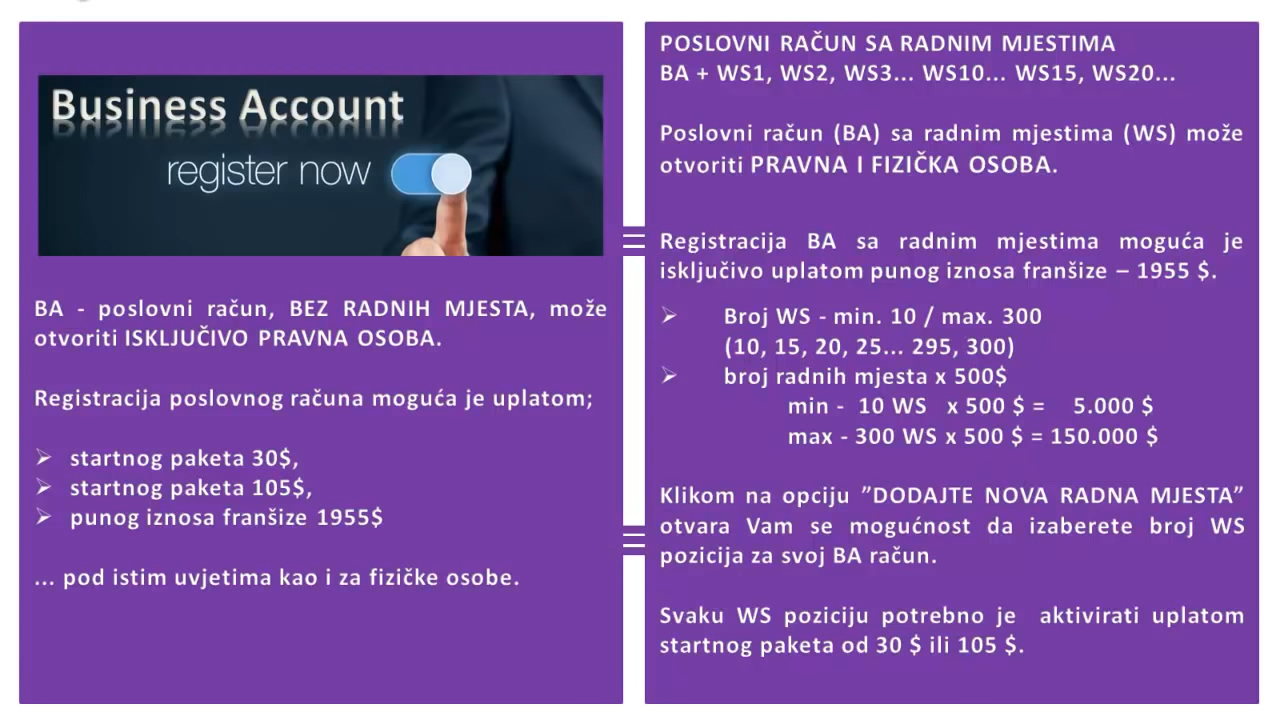 Business Account
register now
BA - poslovni račun, BEZ RADNIH MJESTA, može
otvoriti ISKLJUČIVO PRAVNA OSOBA.
Registracija poslovnog računa moguća je uplatom;
startnog paketa 30$,
startnog paketa 105$,
punog iznosa franšize 1955$
... pod istim uvjetima kao i za fizičke osobe.
POSLOVNI RAČUN SA RADNIM MJESTIMA
BA + WS1, WS2, WS3... WS10... WS15, WS20...
Poslovni račun (BA) sa radnim mjestima (WS) može
otvoriti PRAVNA I FIZIČKA OSOBA.
Registracija BA sa radnim mjestima moguća je
isključivo uplatom punog iznosa franšize – 1955 $.
Broj WS - min. 10 / max. 300
(10, 15, 20, 25... 295, 300)
broj radnih mjesta x 500$
min - 10 WS x 500 $ = 5.000 $
max - 300 WS x 500 $ = 150.000 $
Klikom na opciju ”DODAJTE NOVA RADNA MJESTA”
otvara Vam se mogućnost da izaberete broj WS
pozicija za svoj BA račun.
Svaku WS poziciju potrebno je aktivirati uplatom
startnog paketa od 30 $ ili 105 $.